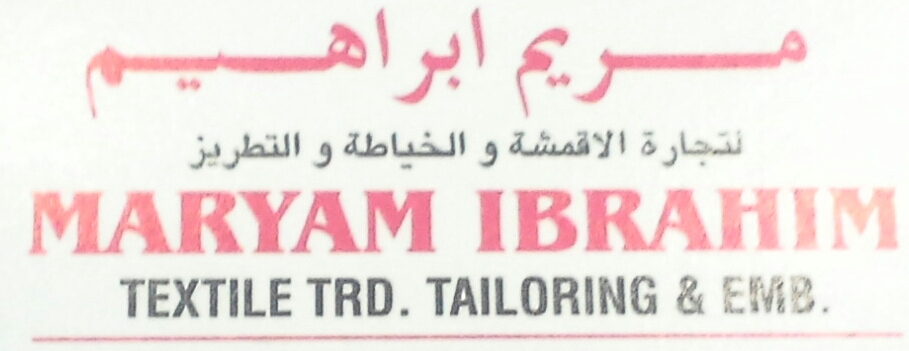 مريم ابراهيم
لتجارة الاقمشة و الخياطة و التطريز
MARYAM IBRAHIM
TEXTILE TRD. TAILORING & EMB.